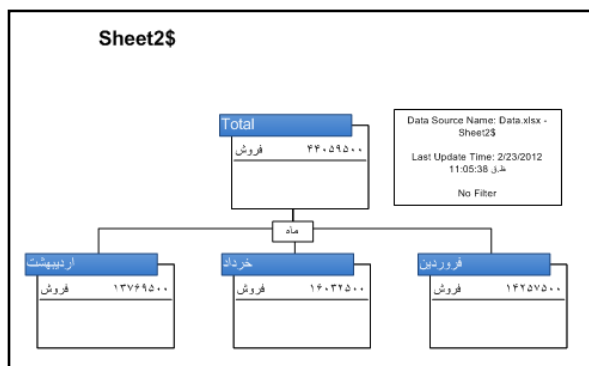 Sheet2$
Total
فروش ۴۴۰۵۹۵۰۰
Data Source Name: Data.xlsx -
Sheet2$
Last Update Time: 2/23/2012
11:05:38 ق.ظ
No Filter
ماه
اردیبهشت
فروش ۱۳۷۶۹۵۰۰
خرداد
فروش ۱۶۰۳۲۵۰۰
فروردین
فروش ۱۴۲۵۷۵۰۰